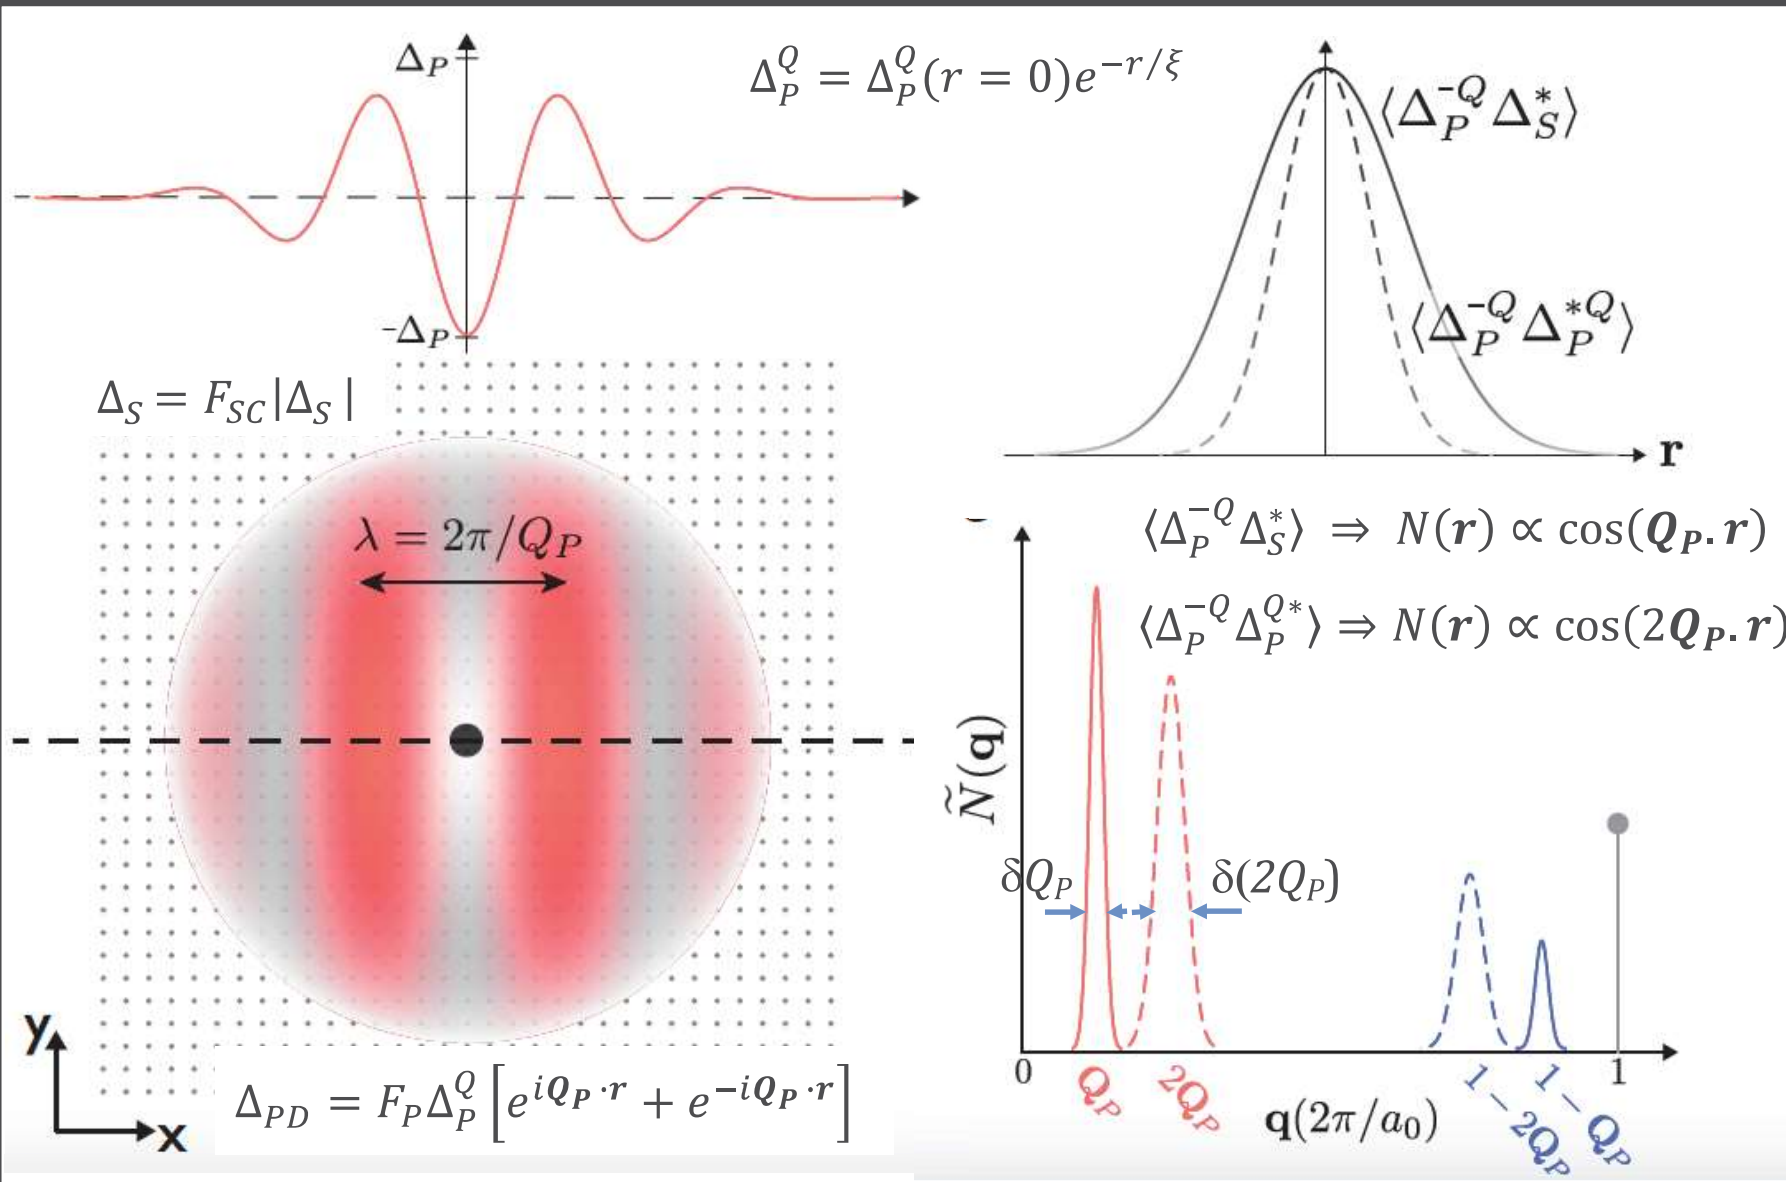 Δ_P
Δ_P^Q = Δ_P^Q(r = 0)e^{−r/ξ}
−Δ_P
Δ_S = F_{SC}|Δ_S |
λ = 2π/Q_P
y
x
Δ_{PD} = F_P Δ_P^Q [e^{iQ_P·r} + e^{−iQ_P·r}]
⟨Δ_P^{-Q} Δ_S^*⟩
⟨Δ_P^{-Q} Δ_P^{*Q}⟩
r
⟨Δ_P^{−Q} Δ_S^*⟩ ⇒ N(r) ∝ cos(Q_P. r)
⟨Δ_P^{−Q} Δ_P^{Q*}⟩ ⇒ N(r) ∝ cos(2Q_P. r)
Ñ(q)
δQ_P
δ(2Q_P)
0
Q_P
2Q_P
1 − 2Q_P
1 − Q_P
1
q(2π/a_0)